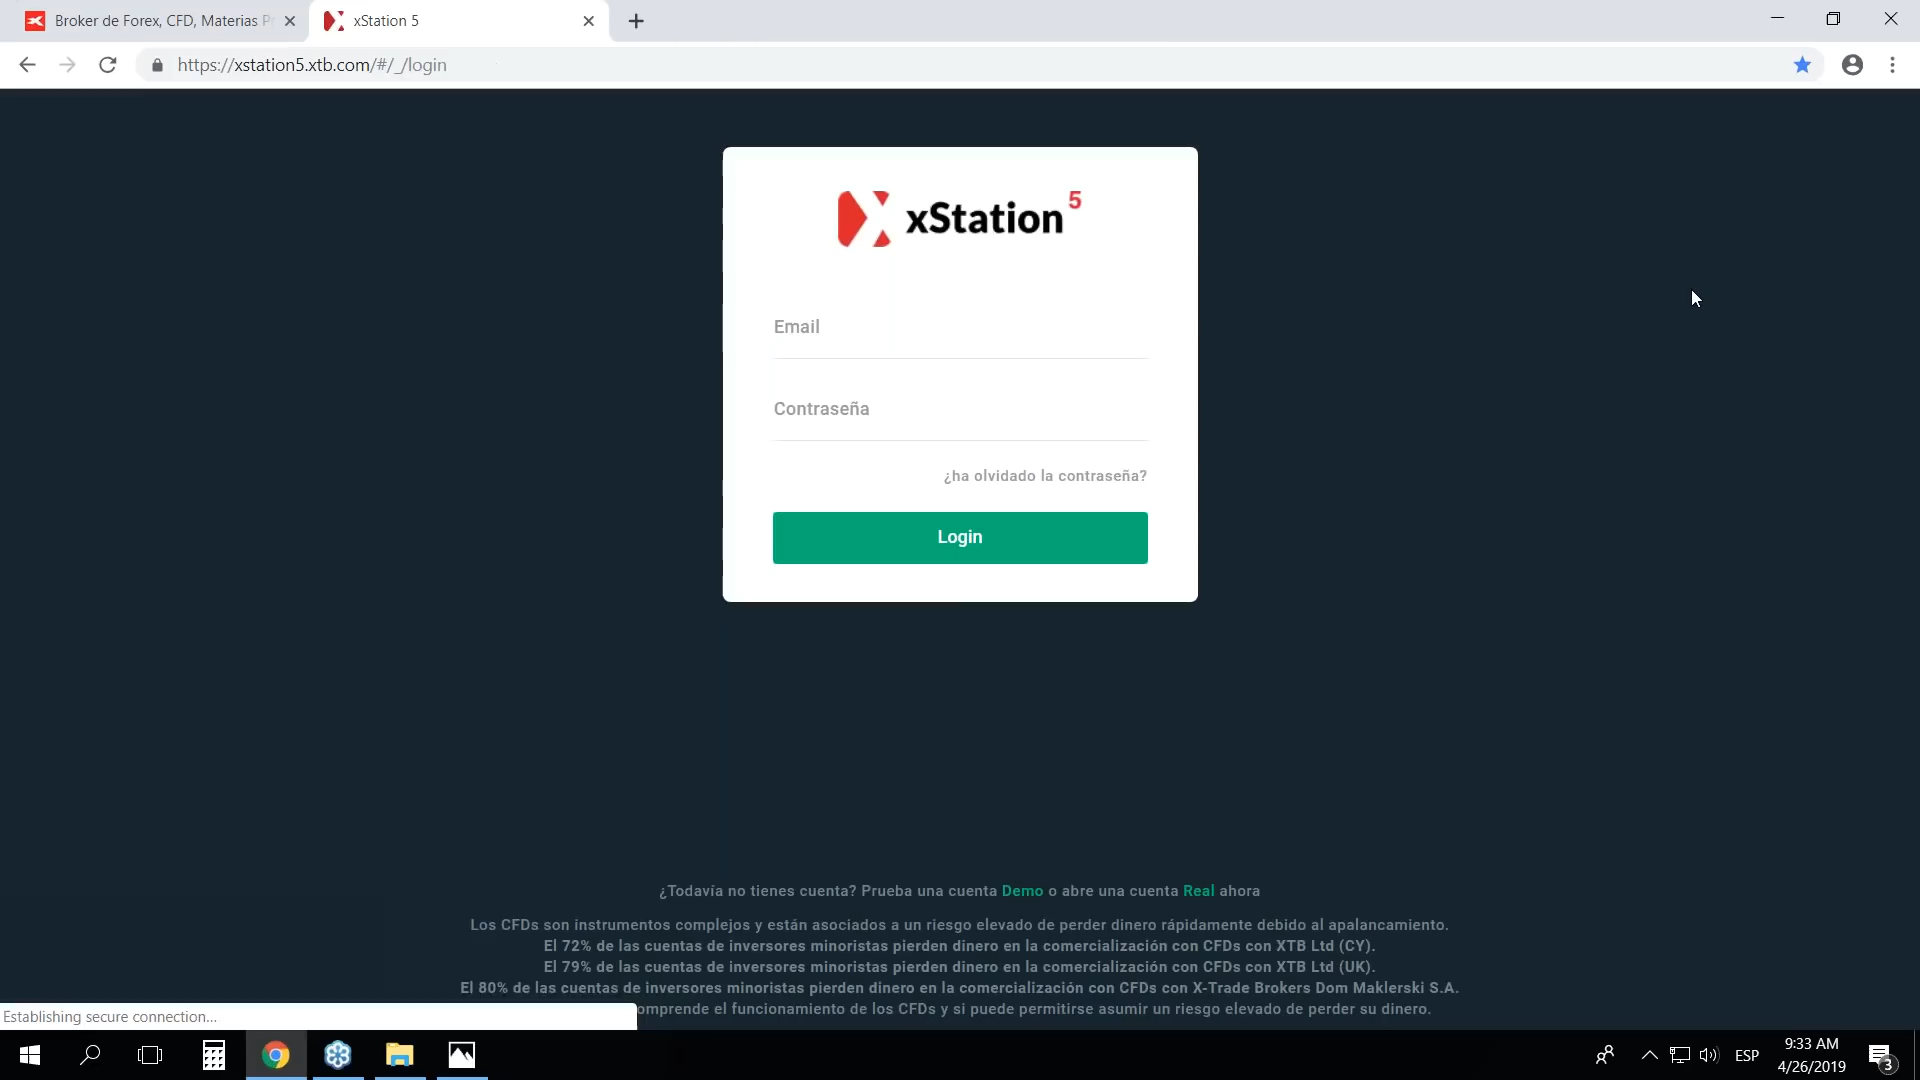 Broker de Forex, CFD, Materias P
xStation 5
https://xstation5.xtb.com/#/_/login
xStation 5
Email
Contraseña
¿ha olvidado la contraseña?
Login
¿Todavía no tienes cuenta? Prueba una cuenta Demo o abre una cuenta Real ahora
Los CFDs son instrumentos complejos y están asociados a un riesgo elevado de perder dinero rápidamente debido al apalancamiento.
El 72% de las cuentas de inversores minoristas pierden dinero en la comercialización con CFDs con XTB Ltd (CY).
El 79% de las cuentas de inversores minoristas pierden dinero en la comercialización con CFDs con XTB Ltd (UK).
El 80% de las cuentas de inversores minoristas pierden dinero en la comercialización con CFDs con X-Trade Brokers Dom Maklerski S.A.
omprende el funcionamiento de los CFDs y si puede permitirse asumir un riesgo elevado de perder su dinero.
Establishing secure connection...
ESP
9:33 AM
4/26/2019
3